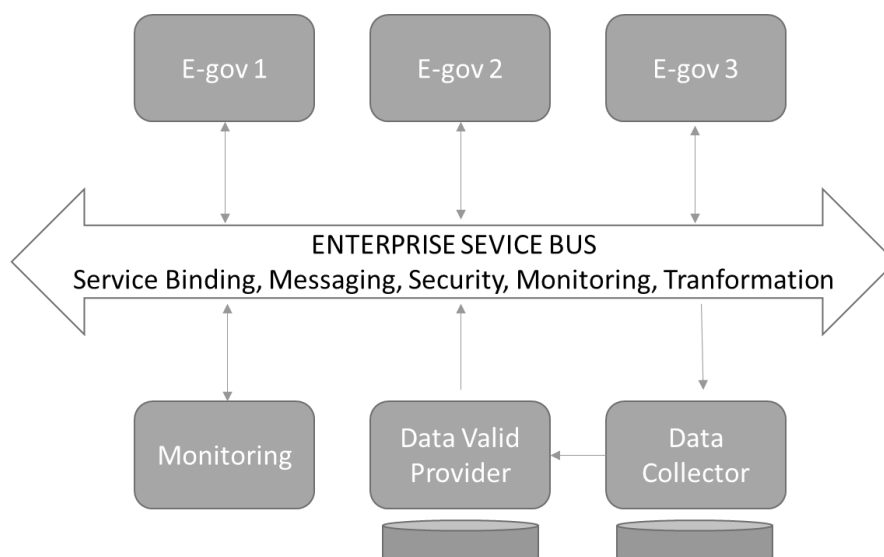 E-gov 1
E-gov 2
E-gov 3
ENTERPRISE SEVICE BUS
Service Binding, Messaging, Security, Monitoring, Tranformation
Monitoring
Data Valid
Provider
Data
Collector